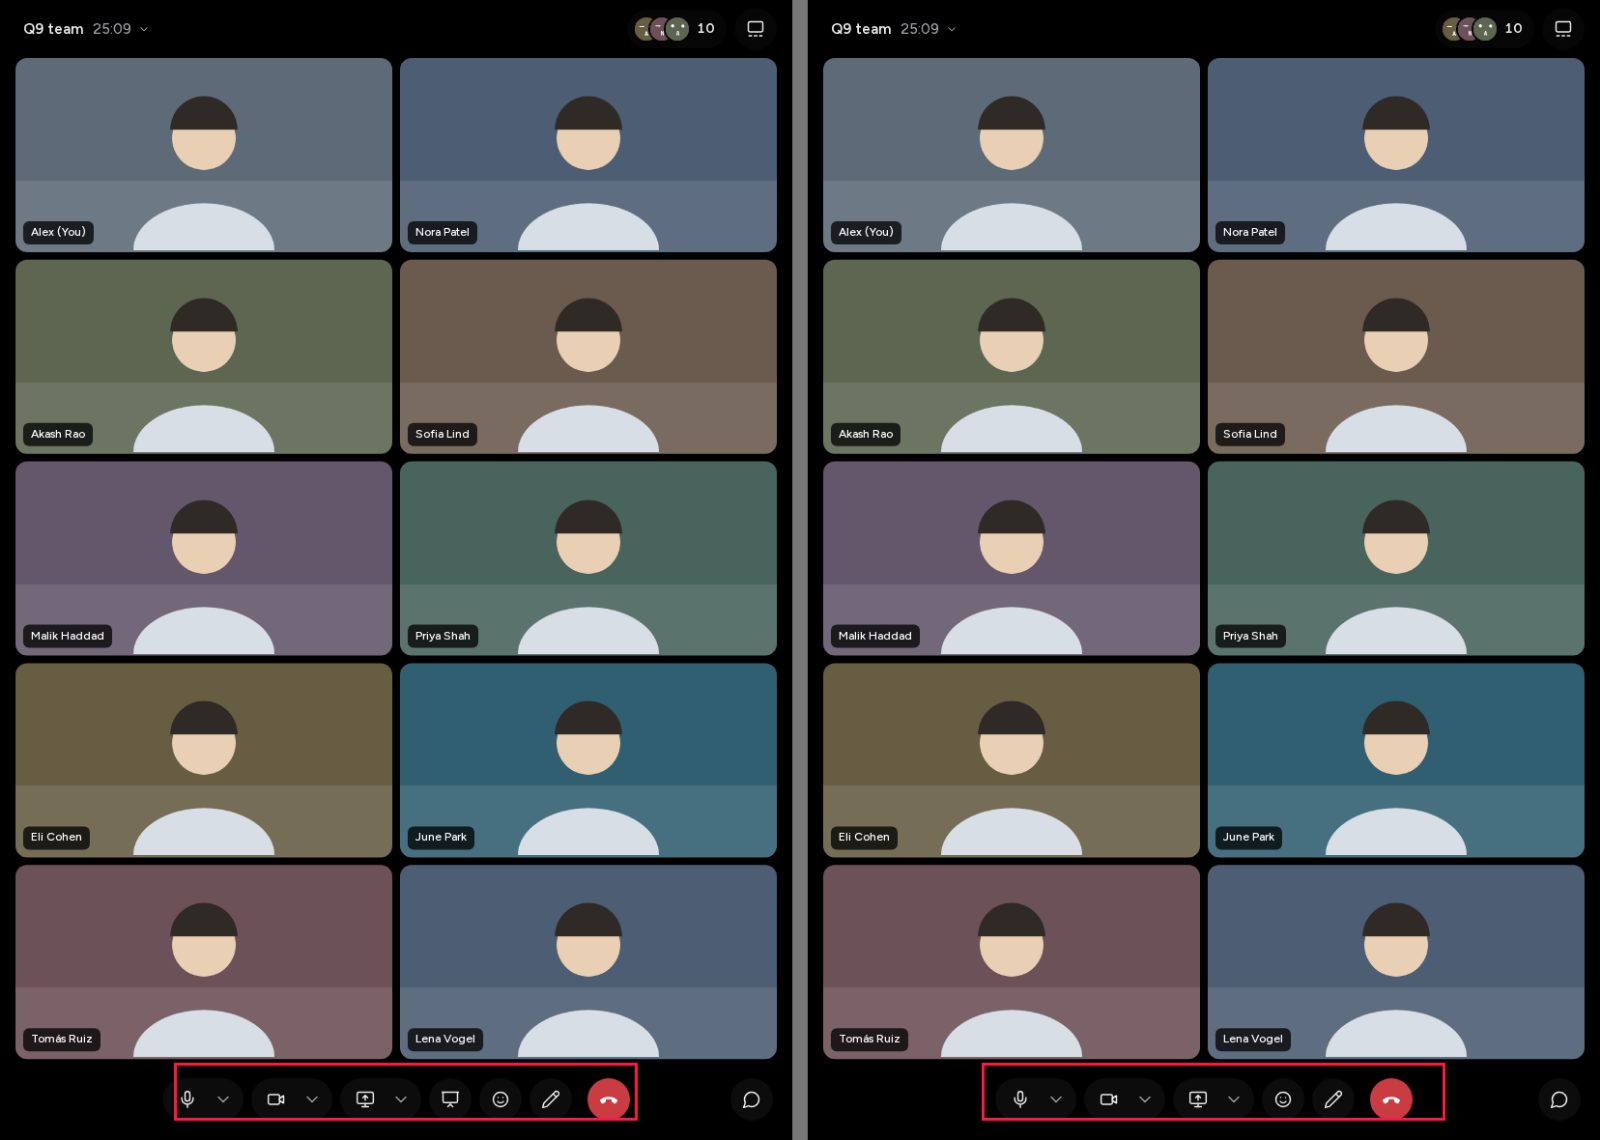 Q9 team 25:09
10
Alex (You)
Nora Patel
Akash Rao
Sofia Lind
Malik Haddad
Priya Shah
Eli Cohen
June Park
Tomás Ruiz
Lena Vogel
Q9 team 25:09
10
Alex (You)
Nora Patel
Akash Rao
Sofia Lind
Malik Haddad
Priya Shah
Eli Cohen
June Park
Tomás Ruiz
Lena Vogel